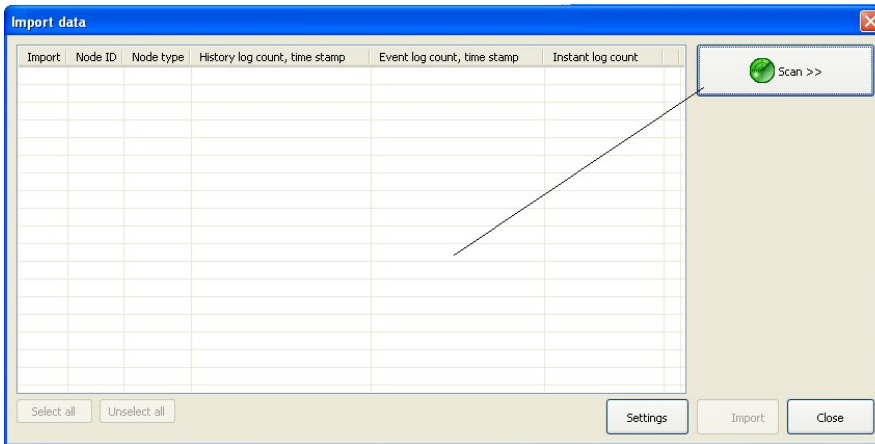 Import data
Import Node ID Node type History log count, time stamp Event log count, time stamp Instant log count
Scan >>
Select all Unselect all Settings Import Close